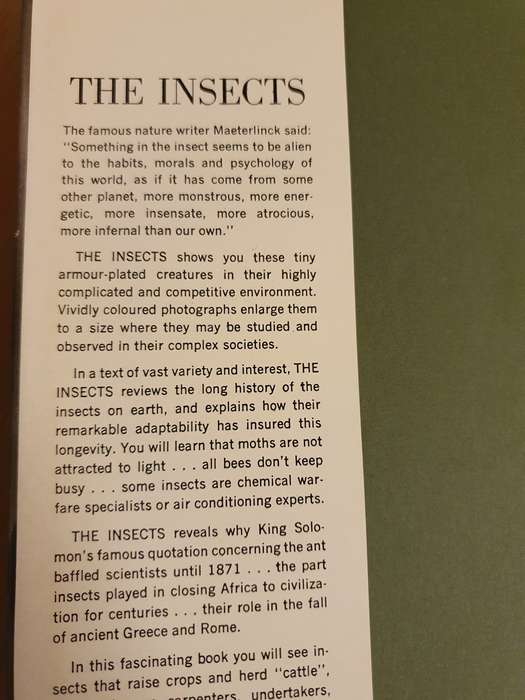 THE INSECTS
The famous nature writer Maeterlinck said:
"Something in the insect seems to be alien
to the habits, morals and psychology of
this world, as if it has come from some
other planet, more monstrous, more ener-
getic, more insensate, more atrocious,
more infernal than our own."
THE INSECTS shows you these tiny
armour-plated creatures in their highly
complicated and competitive environment.
Vividly coloured photographs enlarge them
to a size where they may be studied and
observed in their complex societies.
In a text of vast variety and interest, THE
INSECTS reviews the long history of the
insects on earth, and explains how their
remarkable adaptability has insured this
longevity. You will learn that moths are not
attracted to light . . . all bees don't keep
busy . . . some insects are chemical war-
fare specialists or air conditioning experts.
THE INSECTS reveals why King Solo-
mon's famous quotation concerning the ant
baffled scientists until 1871 . . . the part
insects played in closing Africa to civiliza-
tion for centuries . . . their role in the fall
of ancient Greece and Rome.
In this fascinating book you will see in-
sects that raise crops and herd "cattle",
carpenters, undertakers,